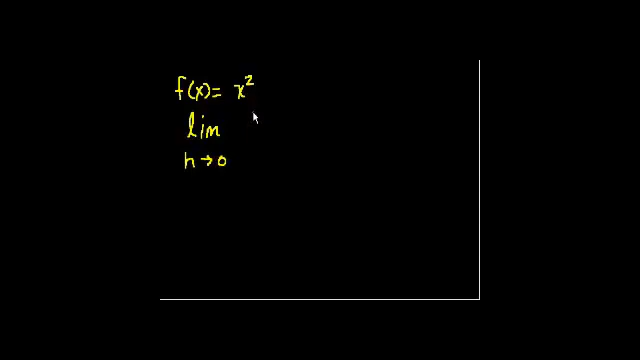 f(x) = x²
lim
h → 0